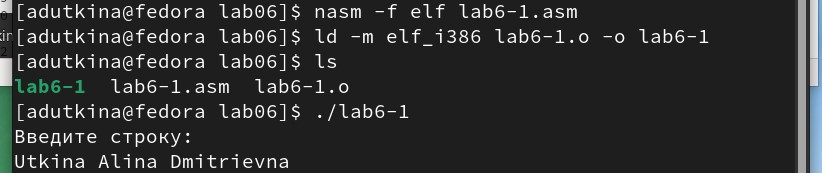 [adutkina@fedora lab06]$ nasm -f elf lab6-1.asm
[adutkina@fedora lab06]$ ld -m elf_i386 lab6-1.o -o lab6-1
[adutkina@fedora lab06]$ ls
lab6-1 lab6-1.asm lab6-1.o
[adutkina@fedora lab06]$ ./lab6-1
Введите строку:
Utkina Alina Dmitrievna